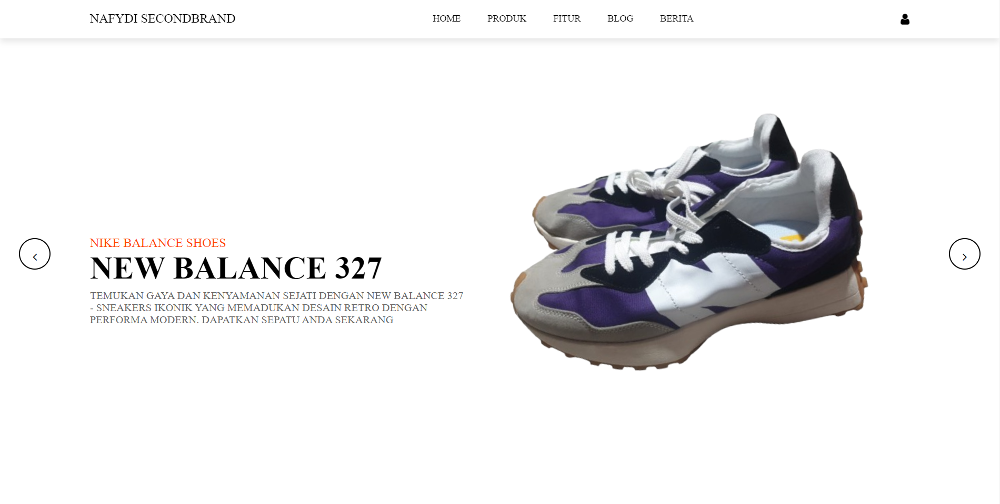 NAFYDI SECONDBRAND
HOME PRODUK FITUR BLOG BERITA
NIKE BALANCE SHOES
NEW BALANCE 327
TEMUKAN GAYA DAN KENYAMANAN SEJATI DENGAN NEW BALANCE 327
- SNEAKERS IKONIK YANG MEMADUKAN DESAIN RETRO DENGAN
PERFORMA MODERN. DAPATKAN SEPATU ANDA SEKARANG